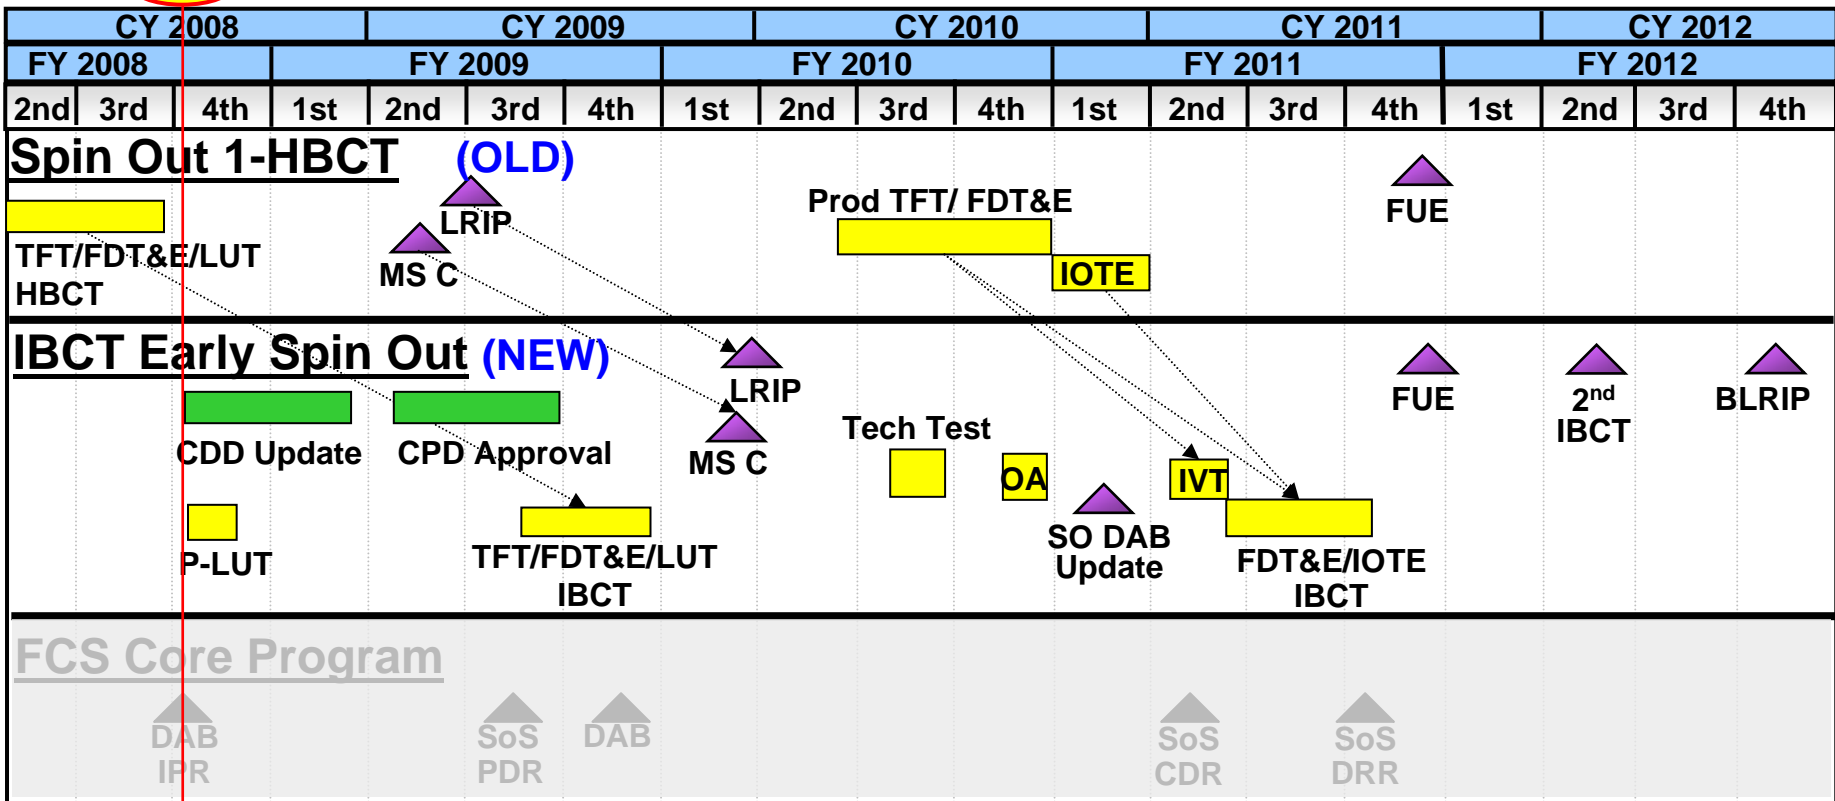 CY 2008 CY 2009 CY 2010 CY 2011 CY 2012
FY 2008 FY 2009 FY 2010 FY 2011 FY 2012
2nd 3rd 4th 1st 2nd 3rd 4th 1st 2nd 3rd 4th 1st 2nd 3rd 4th 1st 2nd 3rd 4th
Spin Out 1-HBCT (OLD)
LRIP
MS C
Prod TFT/ FDT&E
FUE
TFT/FDT&E/LUT
HBCT
IOTE
IBCT Early Spin Out (NEW)
LRIP
FUE
2nd
IBCT
BLRIP
CDD Update
CPD Approval
MS C
Tech Test
OA
IVT
P-LUT
TFT/FDT&E/LUT
IBCT
SO DAB
Update
FDT&E/IOTE
IBCT
FCS Core Program
DAB
IPR
SoS
PDR
DAB
SoS
CDR
SoS
DRR